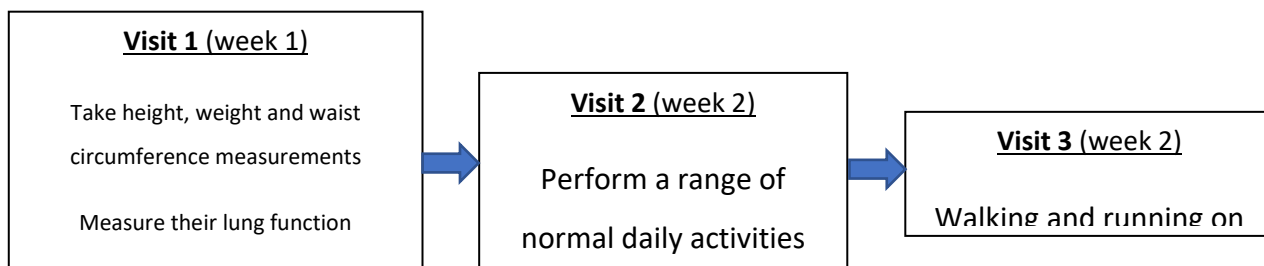 Visit 1 (week 1)
Take height, weight and waist
circumference measurements
Measure their lung function
Visit 2 (week 2)
Perform a range of
normal daily activities
Visit 3 (week 2)
Walking and running on